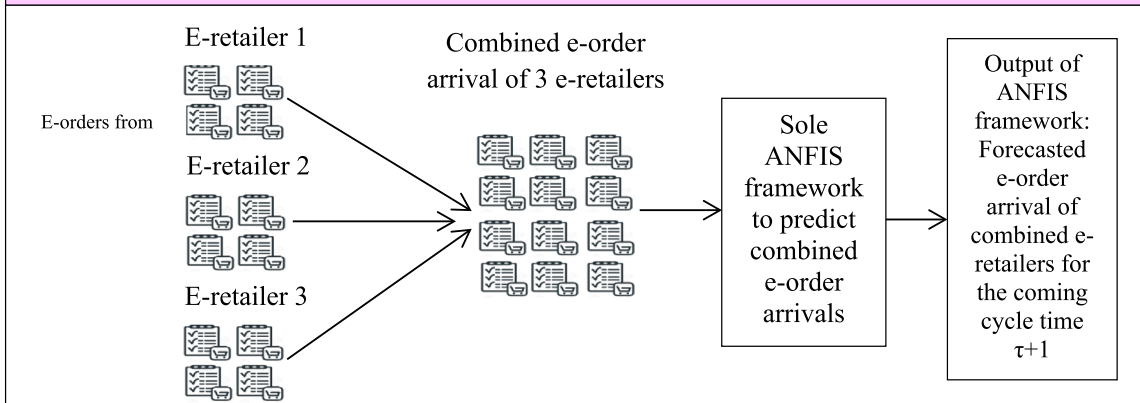 E-orders from
E-retailer 1
E-retailer 2
E-retailer 3
Combined e-order
arrival of 3 e-retailers
Sole
ANFIS
framework
to predict
combined
e-order
arrivals
Output of
ANFIS
framework:
Forecasted
e-order
arrival of
combined e-
retailers for
the coming
cycle time
τ+1